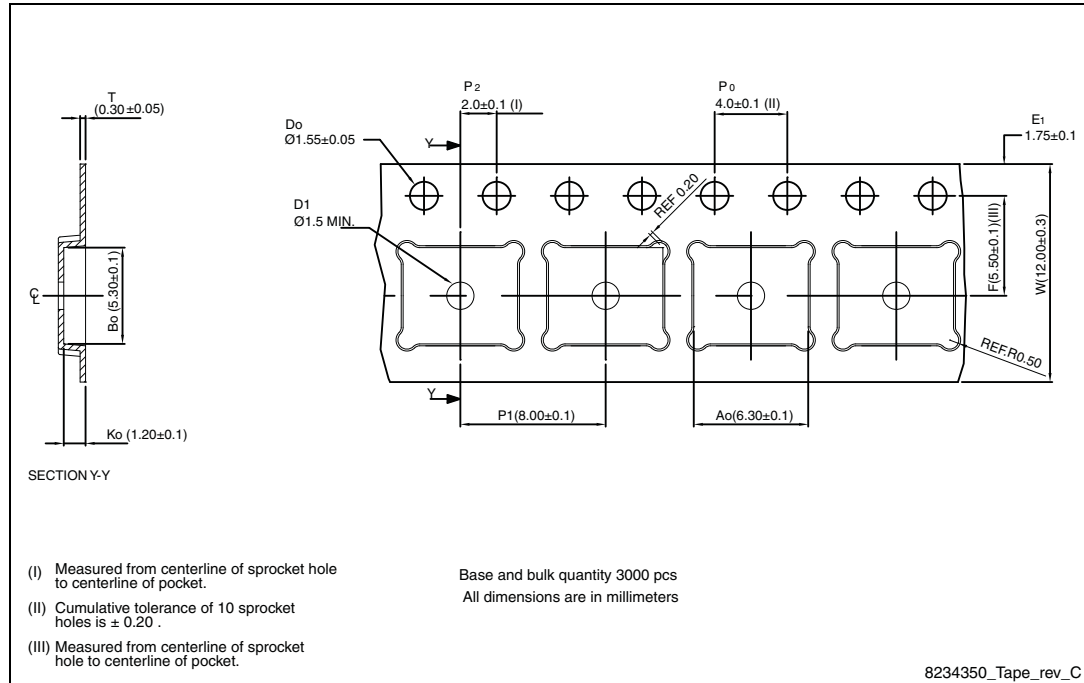 T
(0.30 ±0.05)
P2
2.0±0.1 (I)
P0
4.0±0.1 (II)
Do
Ø1.55±0.05
Y
E1
1.75±0.1
D1
Ø1.5 MIN.
REF 0.20
F(5.50±0.1)(III)
W(12.00±0.3)
℄
Bo (5.30±0.1)
REF.R0.50
Y
P1(8.00±0.1)
Ao(6.30±0.1)
Ko (1.20±0.1)
SECTION Y-Y
(I) Measured from centerline of sprocket hole
to centerline of pocket.
(II) Cumulative tolerance of 10 sprocket
holes is ± 0.20 .
(III) Measured from centerline of sprocket
hole to centerline of pocket.
Base and bulk quantity 3000 pcs
All dimensions are in millimeters
8234350_Tape_rev_C